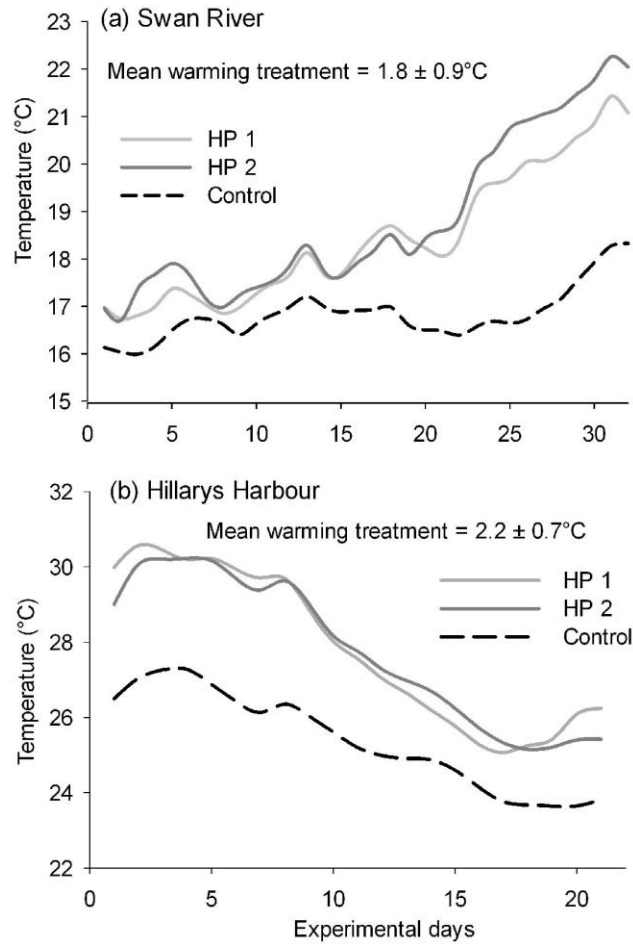 (a) Swan River
Mean warming treatment = 1.8 ± 0.9°C
HP 1
HP 2
Control
Temperature (°C)
23
22
21
20
19
18
17
16
15
0 5 10 15 20 25 30
(b) Hillarys Harbour
Mean warming treatment = 2.2 ± 0.7°C
HP 1
HP 2
Control
Temperature (°C)
32
30
28
26
24
22
0 5 10 15 20
Experimental days